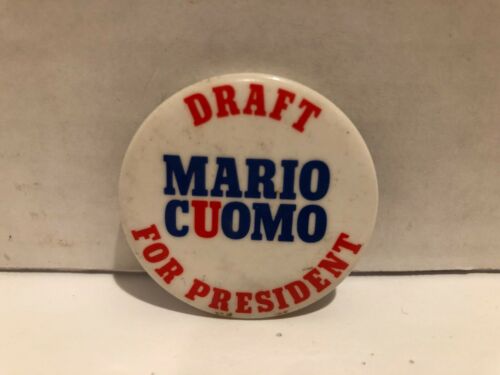 DRAFT
MARIO
CUOMO
FOR PRESIDENT